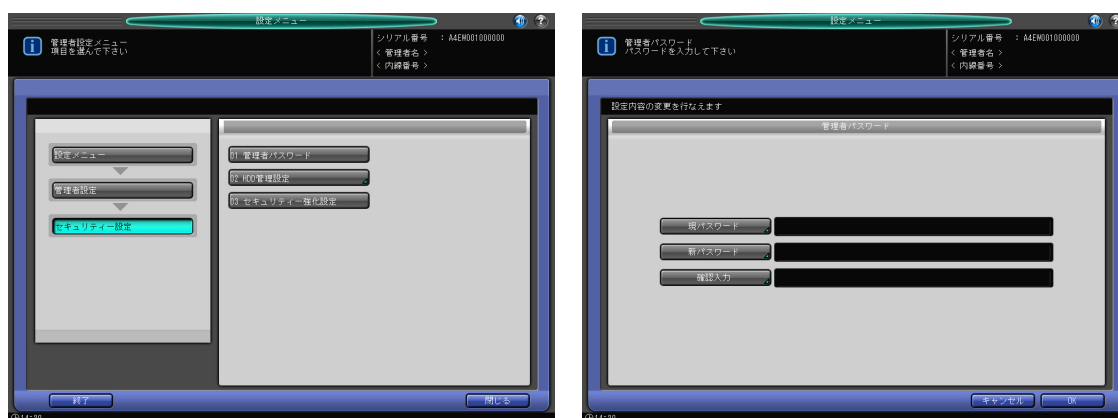 設定メニュー
管理者設定メニュー
項目を選んで下さい
シリアル番号 : A4EW001000000
< 管理者名 >
< 内線番号 >
設定メニュー
管理者設定
セキュリティー設定
01 管理者パスワード
02 HDD管理設定
03 セキュリティー強化設定
終了
閉じる
14:30
設定メニュー
管理者パスワード
パスワードを入力して下さい
シリアル番号 : A4EW001000000
< 管理者名 >
< 内線番号 >
設定内容の変更を行なえます
管理者パスワード
現パスワード
新パスワード
確認入力
キャンセル
OK